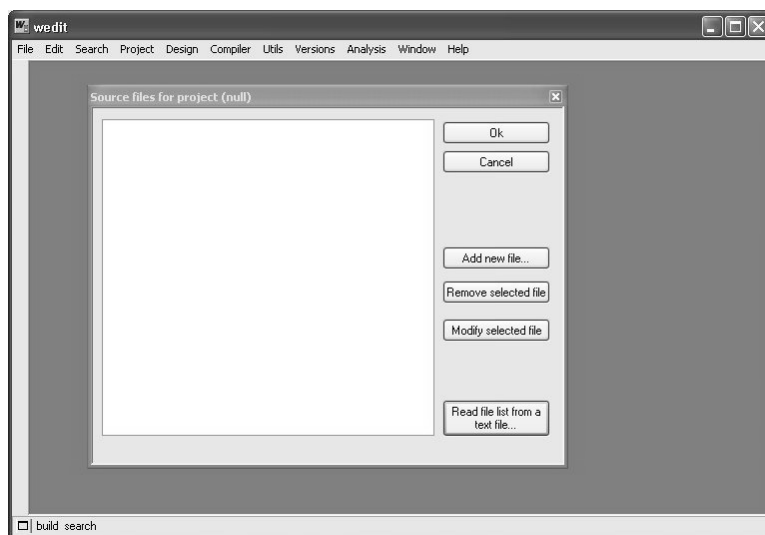 wedit
File Edit Search Project Design Compiler Utils Versions Analysis Window Help
Source files for project (null)
Ok
Cancel
Add new file...
Remove selected file
Modify selected file
Read file list from a
text file...
build search